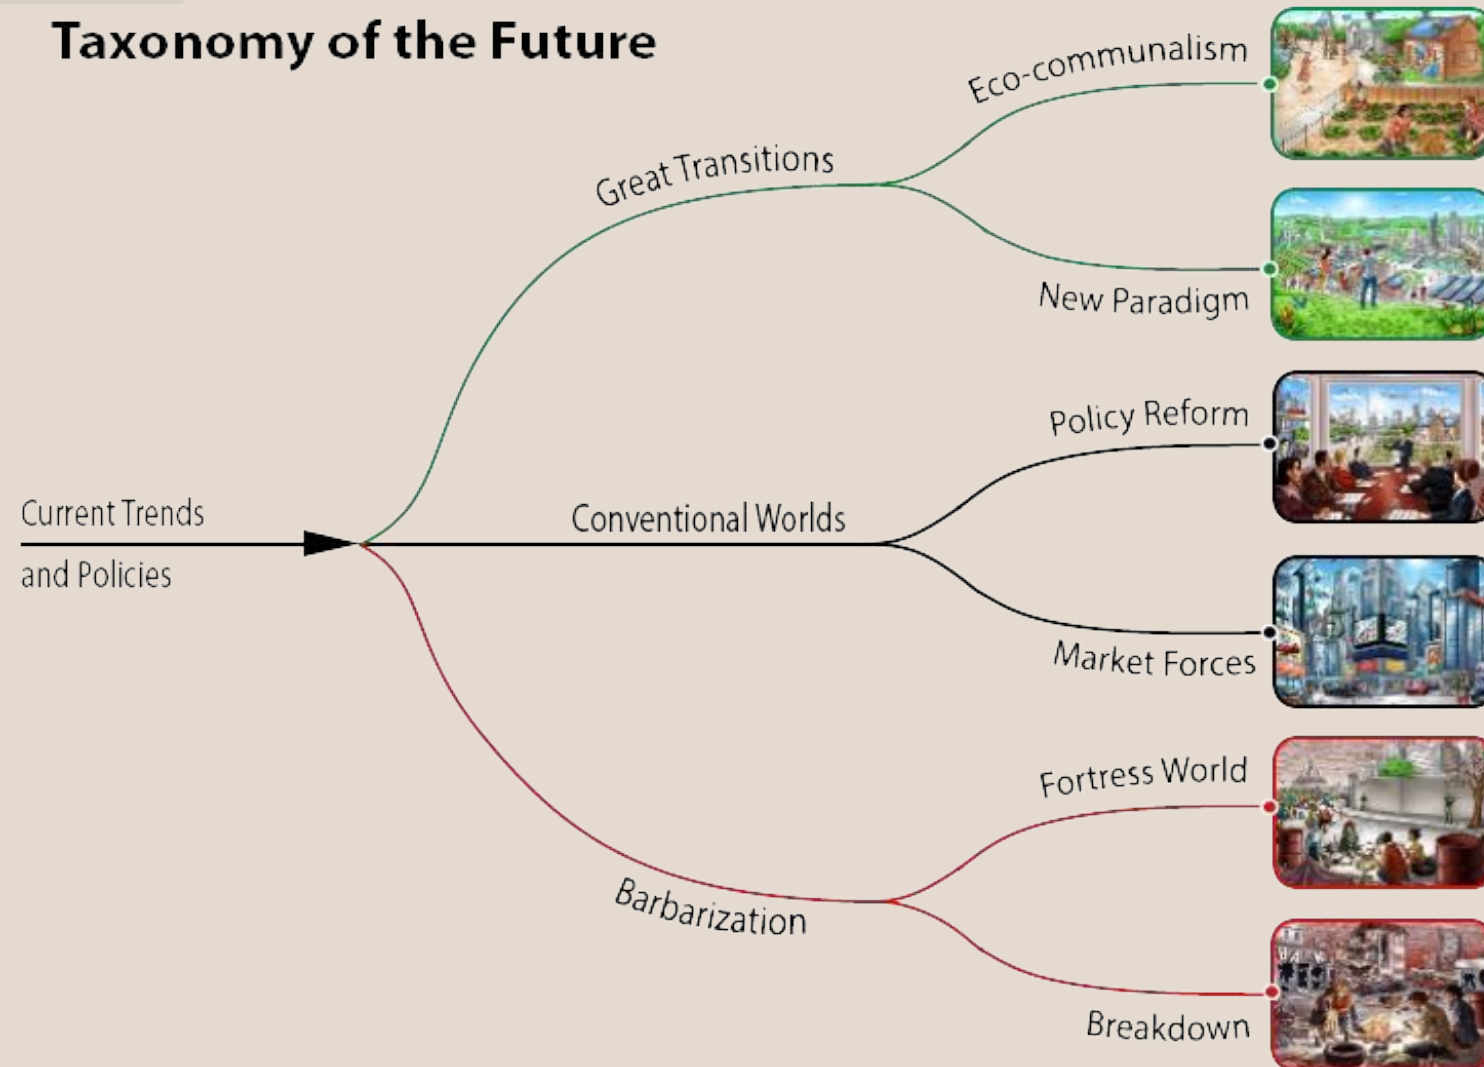 Taxonomy of the Future
Eco-communalism
Great Transitions
New Paradigm
Policy Reform
Current Trends
and Policies
Conventional Worlds
Market Forces
Fortress World
Barbarization
Breakdown